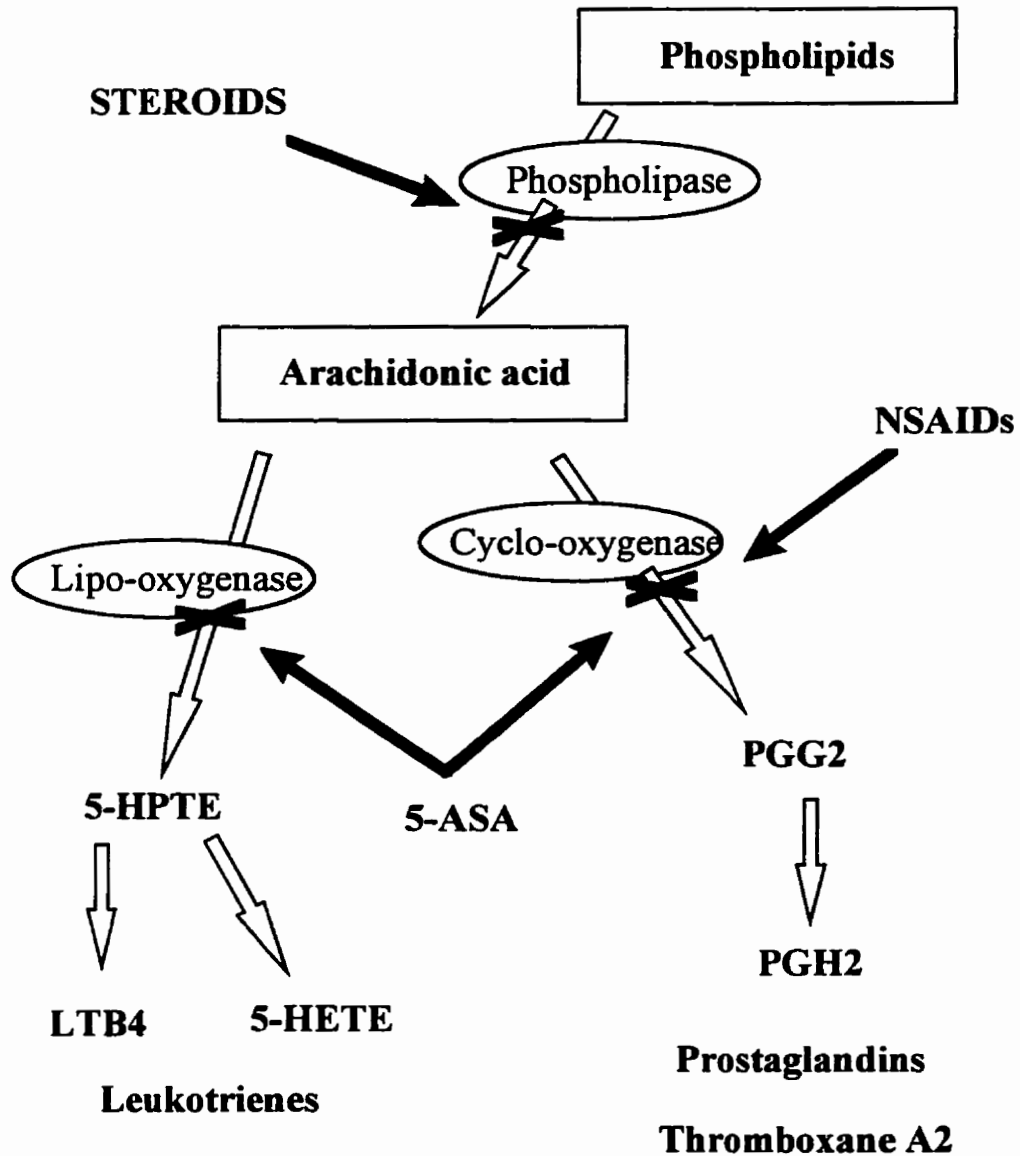 Phospholipids
STEROIDS
Phospholipase
Arachidonic acid
NSAIDs
Cyclo-oxygenase
Lipo-oxygenase
PGG2
5-HPTE
5-ASA
PGH2
LTB4
5-HETE
Prostaglandins
Leukotrienes
Thromboxane A2